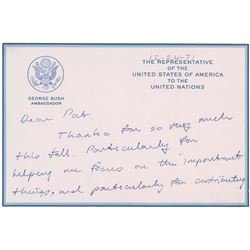 12-24-71
THE REPRESENTATIVE
OF THE
UNITED STATES OF AMERICA
TO THE
UNITED NATIONS
GEORGE BUSH
AMBASSADOR
Dear Pat,
Thanks for so very much
this fall. Particularly for
helping me focus on the important
things, and particularly for contributing